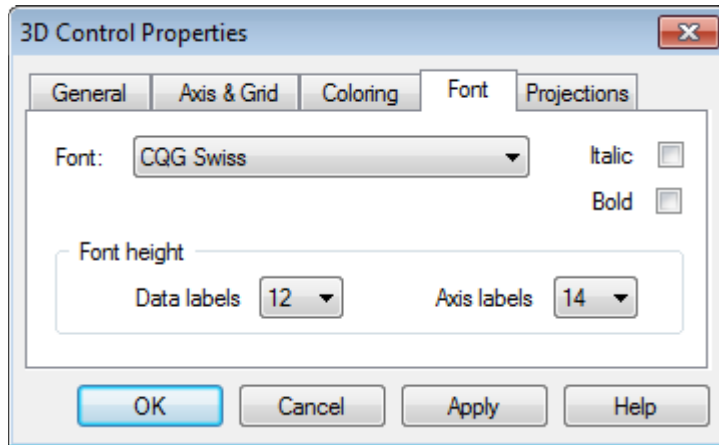 3D Control Properties
General Axis & Grid Coloring Font Projections
Font: CQG Swiss Italic
Bold
Font height
Data labels 12 Axis labels 14
OK Cancel Apply Help